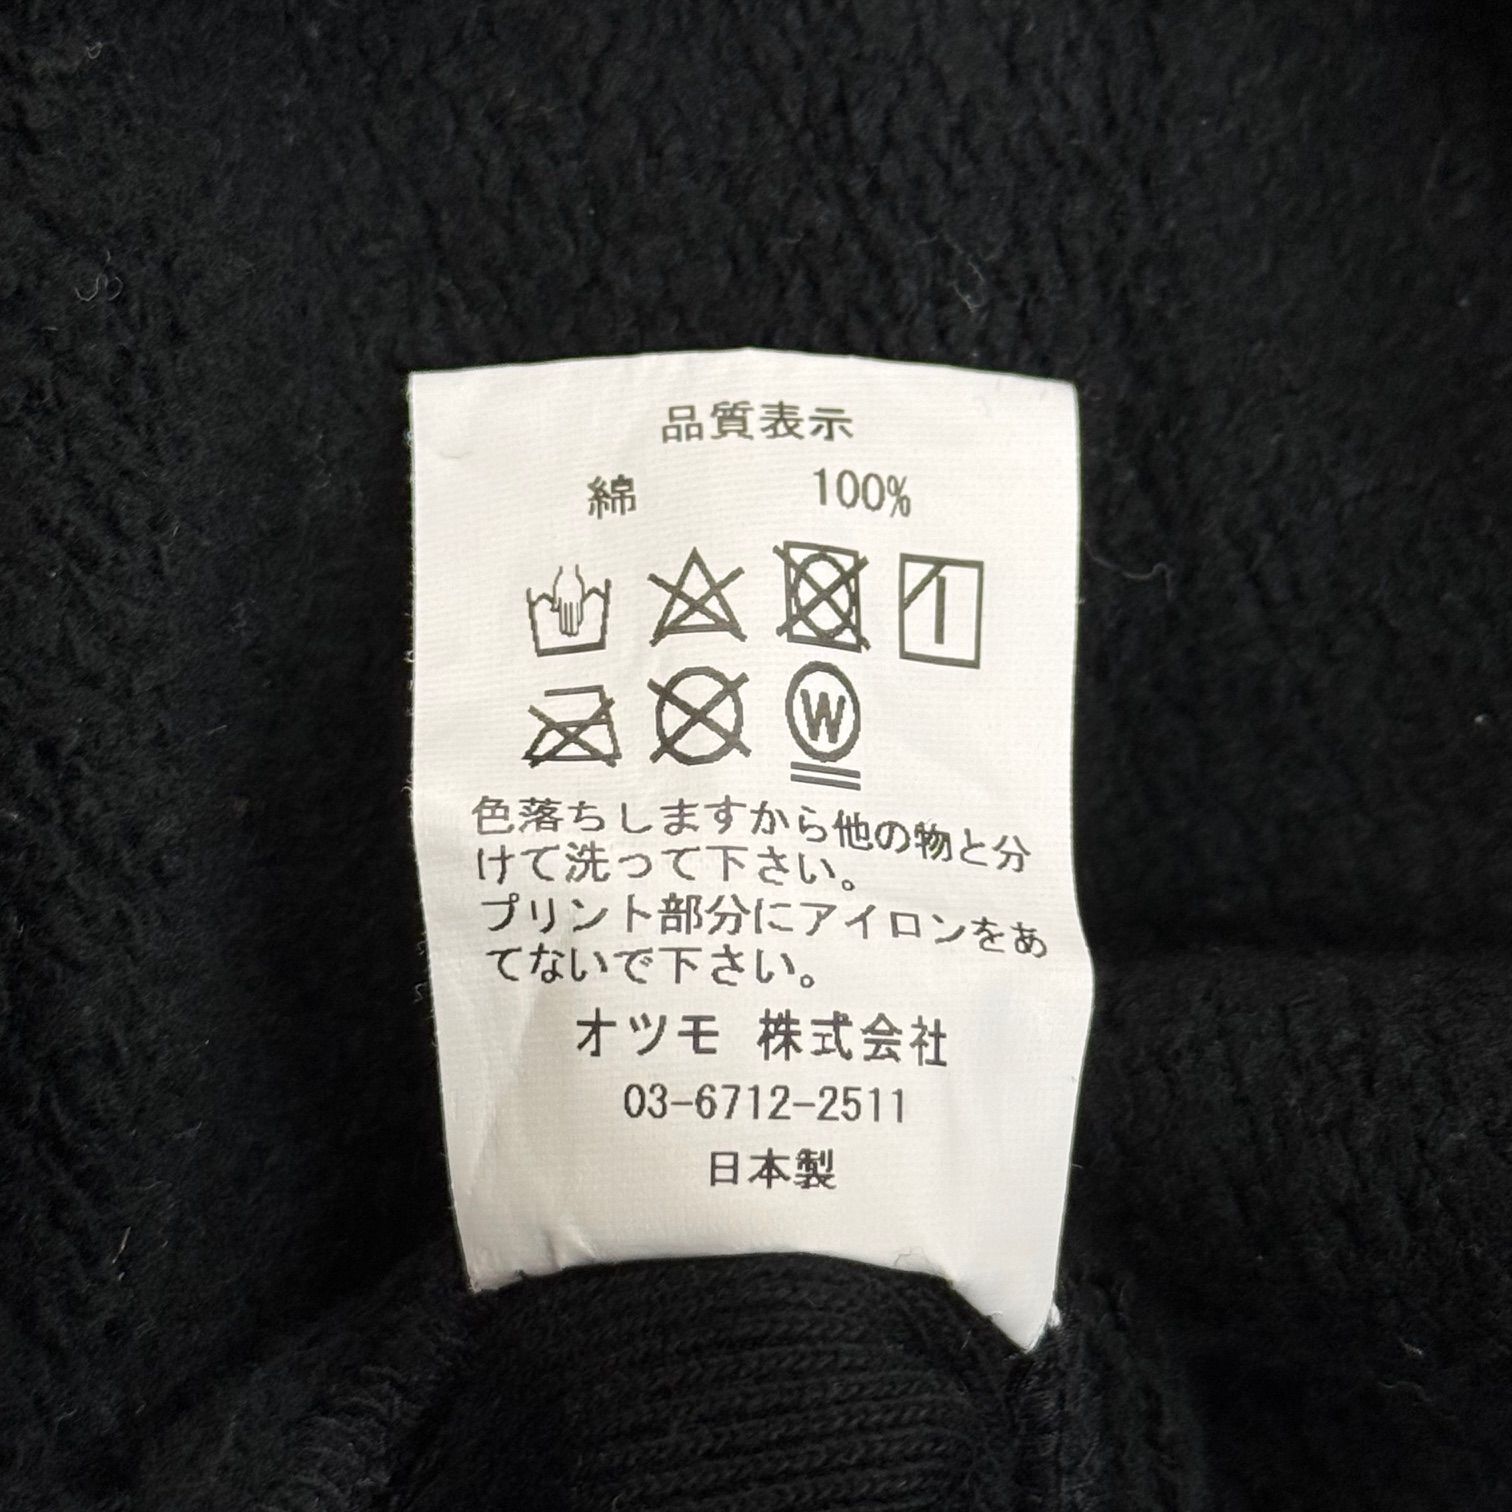 品質表示
綿 100%
W
色落ちしますから他の物と分
けて洗って下さい。
プリント部分にアイロンをあ
てないで下さい。
オツモ 株式会社
03-6712-2511
日本製